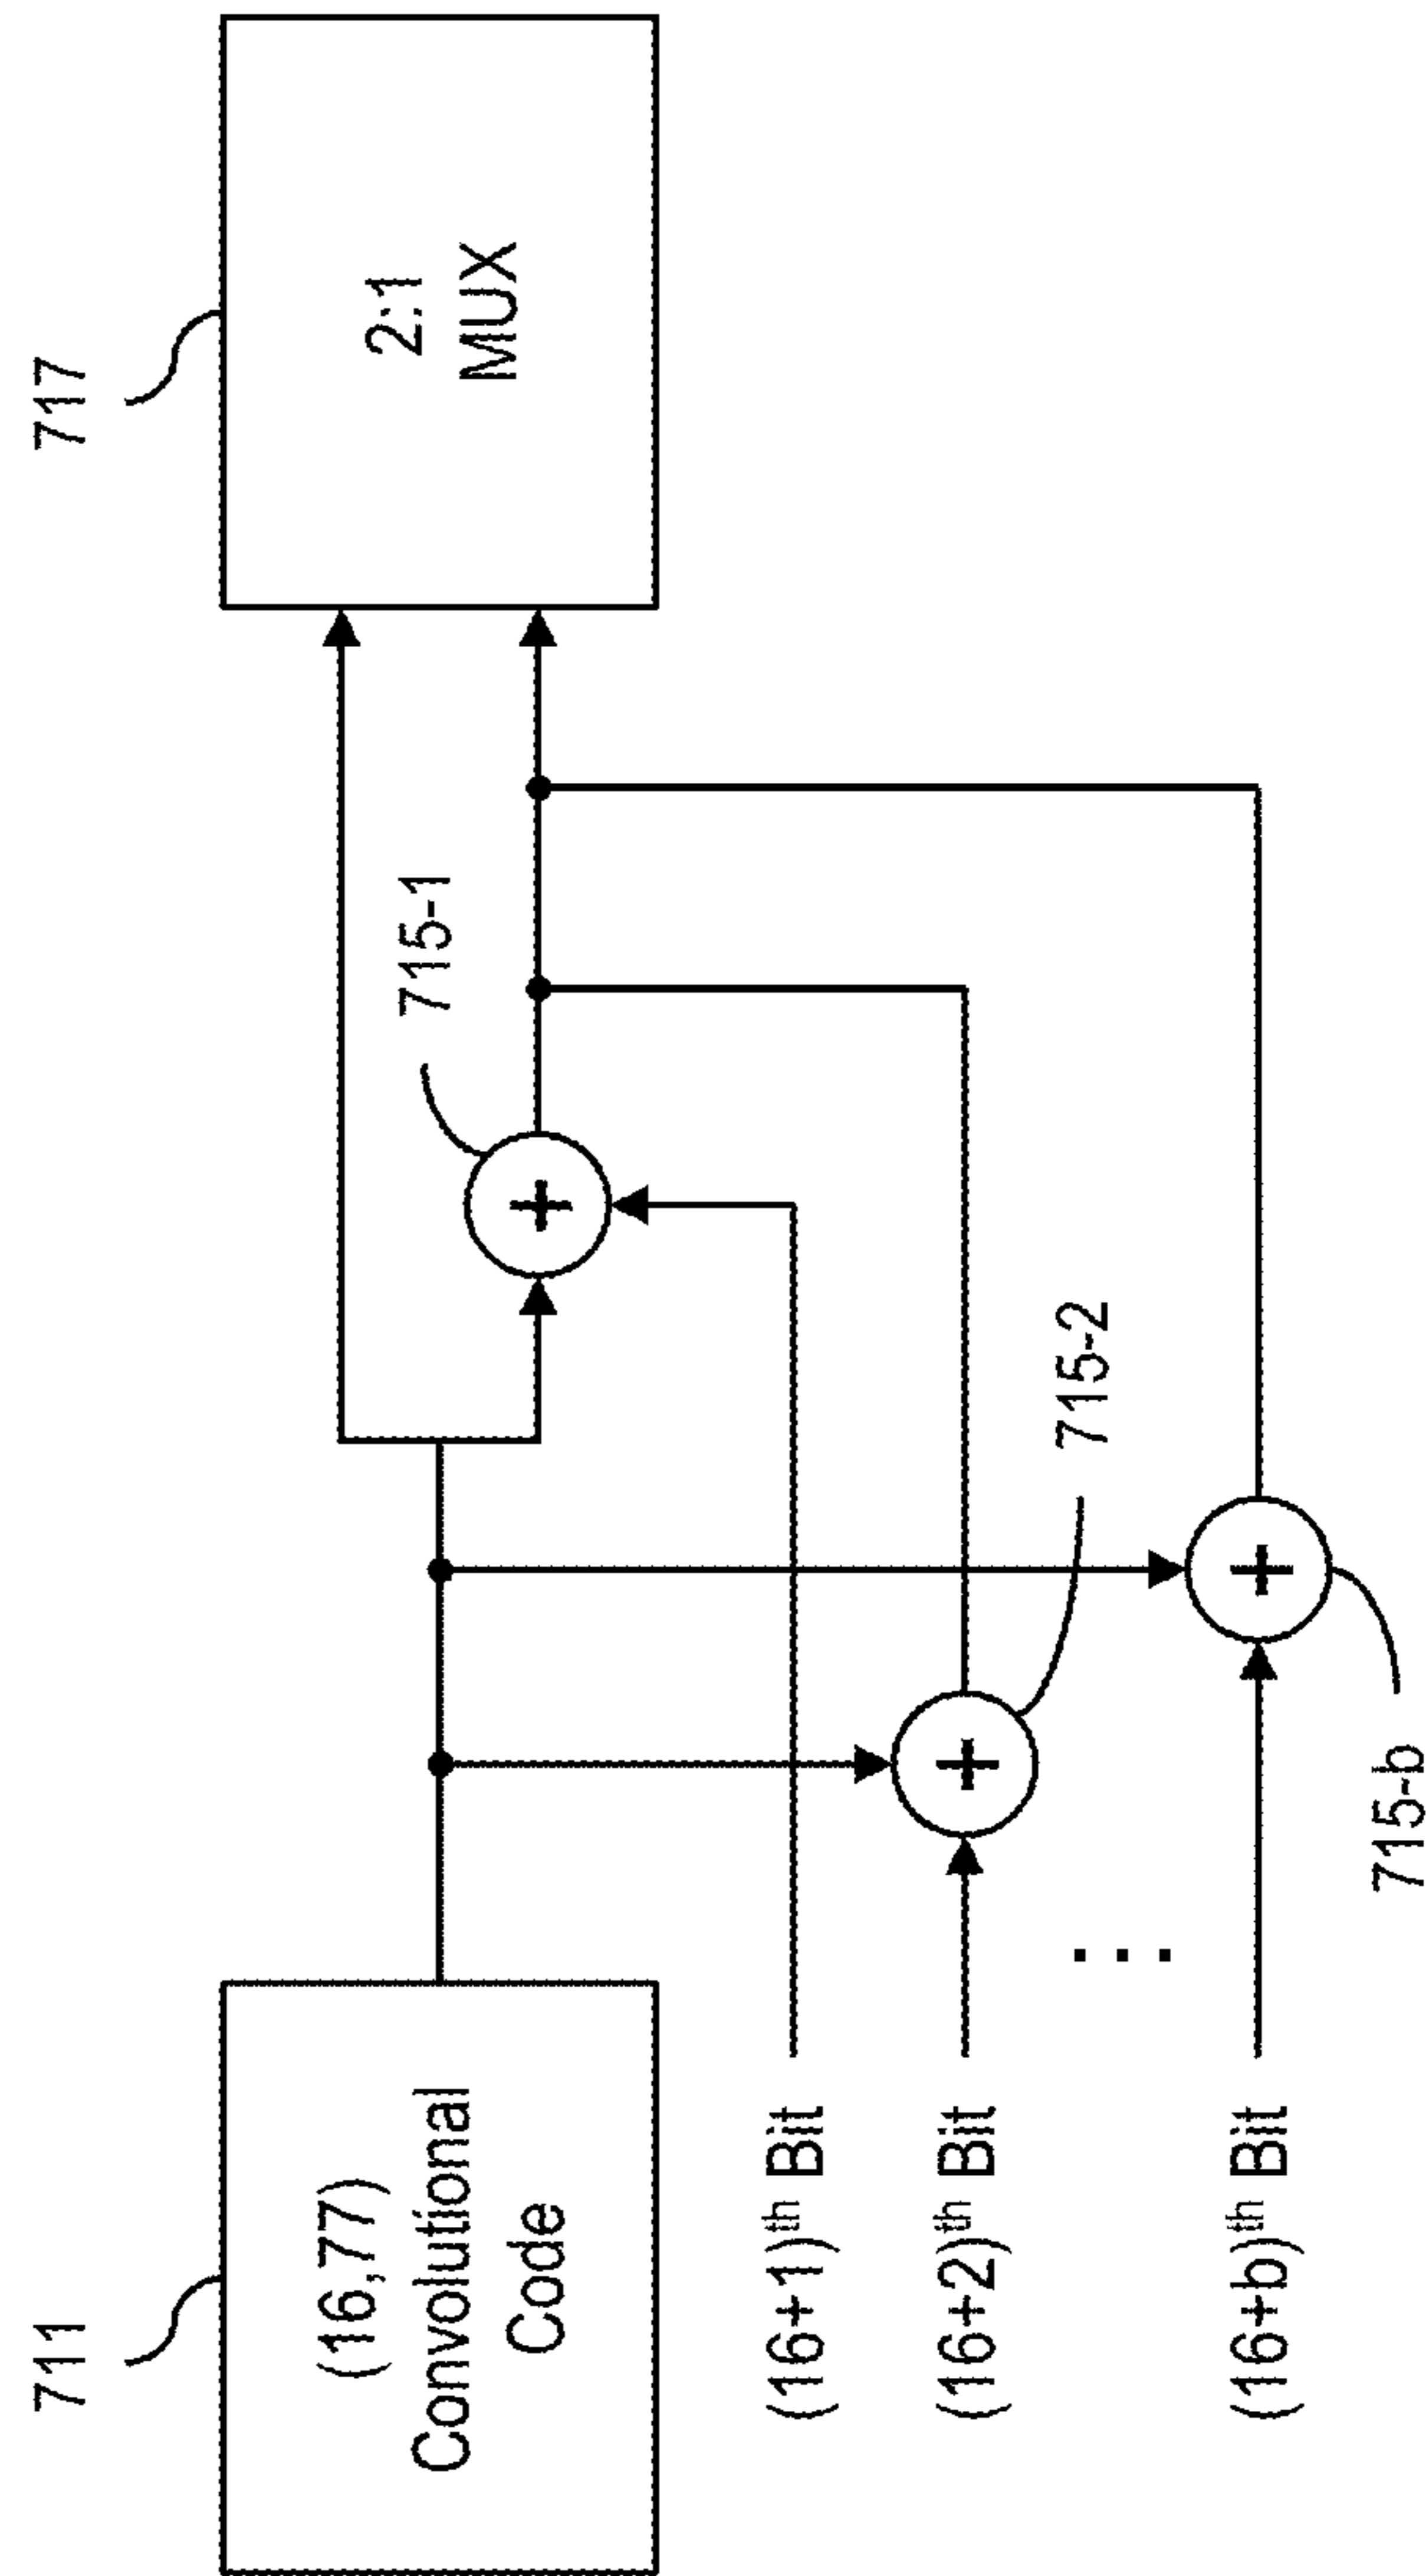 711
(16,77)
Convolutional
Code
(16+1)th Bit
(16+2)th Bit
...
(16+b)th Bit
715-1
715-2
715-b
717
2:1
MUX